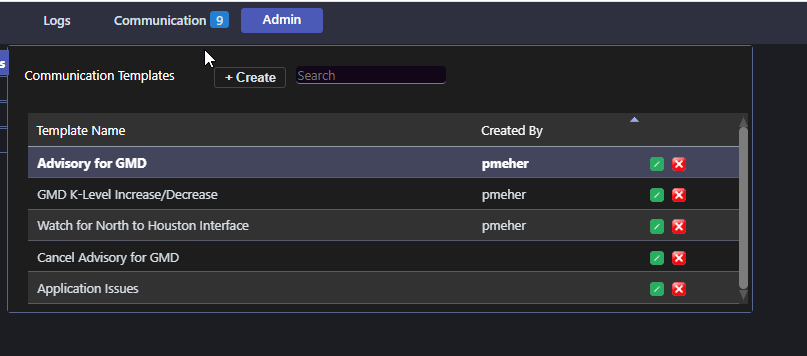 Logs Communication 9 Admin
s
Communication Templates + Create Search
Template Name Created By
Advisory for GMD pmeher
GMD K-Level Increase/Decrease pmeher
Watch for North to Houston Interface pmeher
Cancel Advisory for GMD
Application Issues